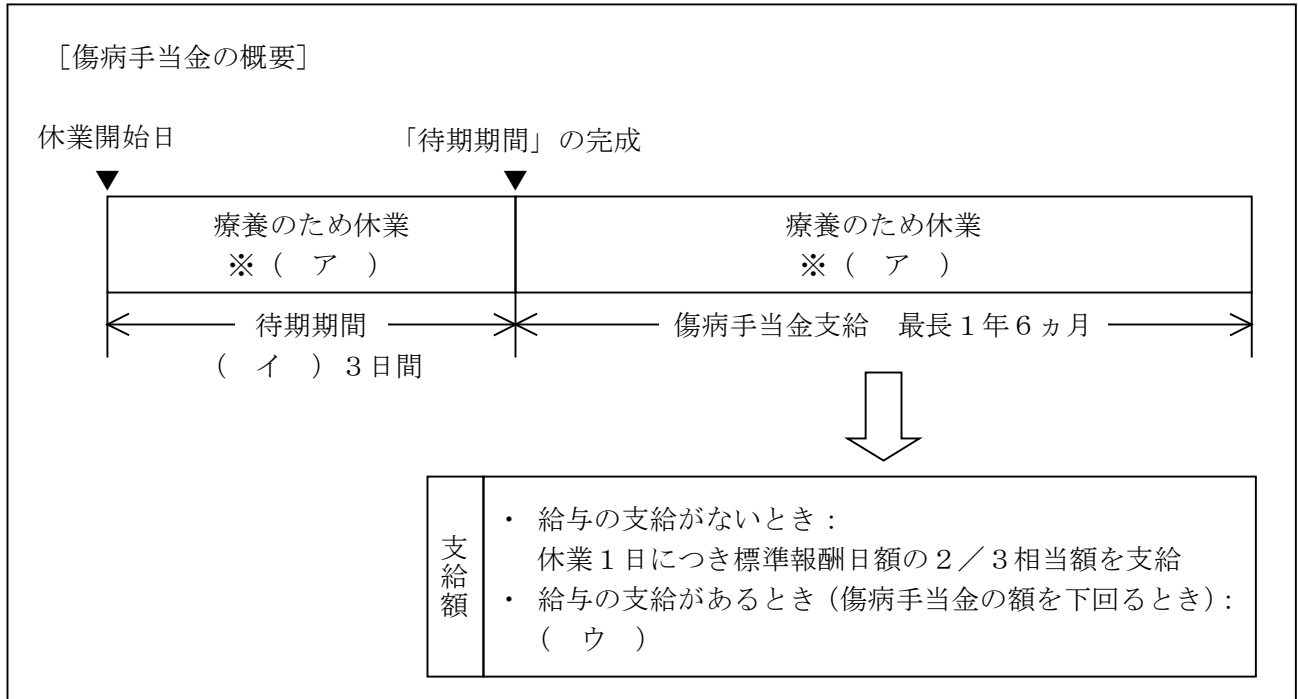 [傷病手当金の概要]
休業開始日 「待期期間」の完成
▼ ▼
療養のため休業 療養のため休業
※( ア ) ※( ア )
待期期間 傷病手当金支給 最長1年6ヵ月
( イ )3日間
支給額
・ 給与の支給がないとき:
休業1日につき標準報酬日額の2/3相当額を支給
・ 給与の支給があるとき(傷病手当金の額を下回るとき):
( ウ )